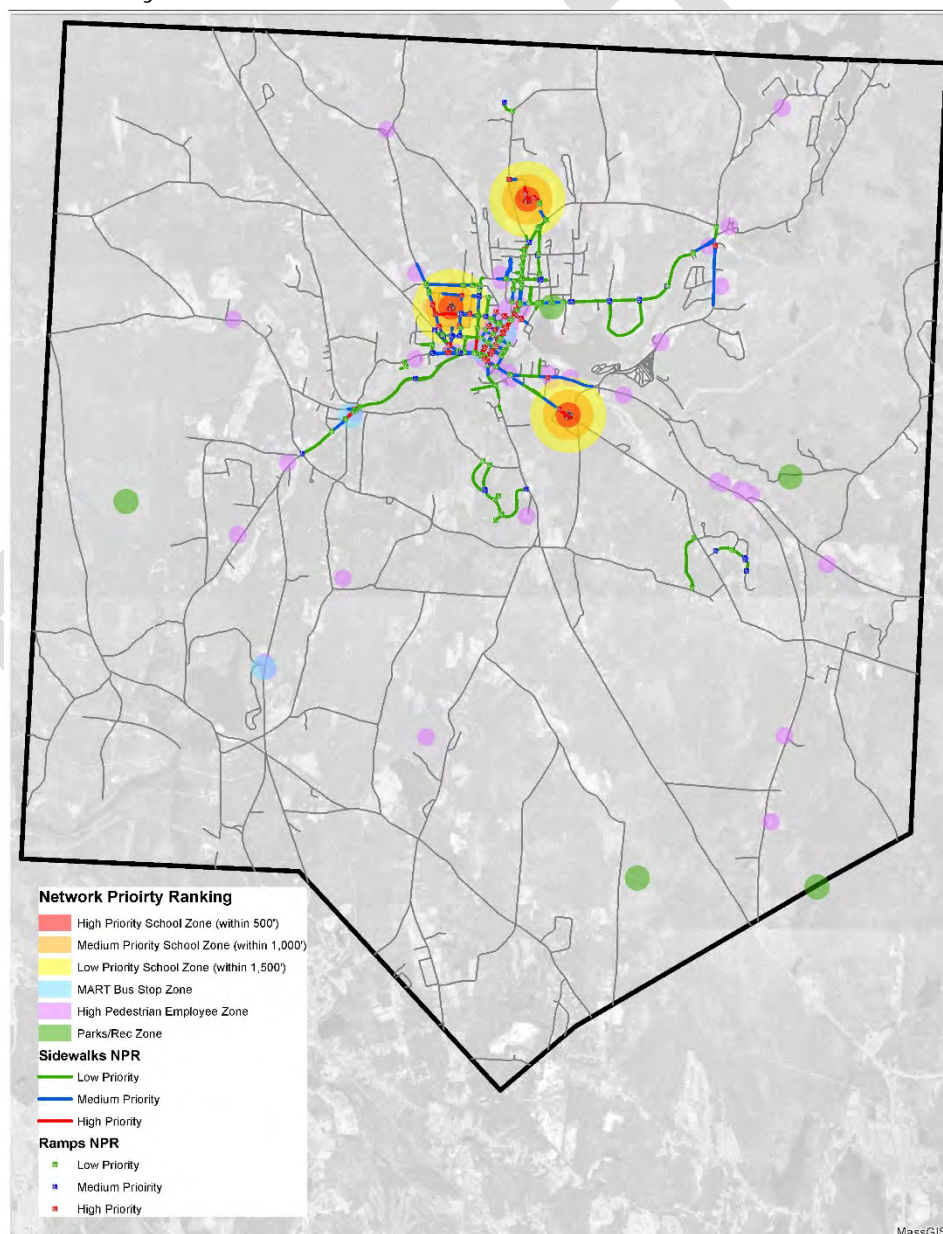 Network Prioirty Ranking
High Priority School Zone (within 500')
Medium Priority School Zone (within 1,000')
Low Priority School Zone (within 1,500')
MART Bus Stop Zone
High Pedestrian Employee Zone
Parks/Rec Zone
Sidewalks NPR
Low Priority
Medium Priority
High Priority
Ramps NPR
Low Priority
Medium Prioirity
High Priority
MassGIS